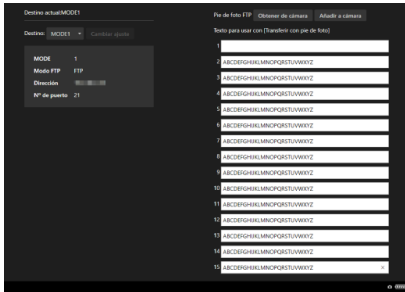 Destino actual:MODE1
Destino: MODE1 Cambiar ajuste
MODE 1
Modo FTP FTP
Dirección
Nº de puerto 21
Pie de foto FTP Obtener de cámara Añadir a cámara
Texto para usar con [Transferir con pie de foto]
1
2 ABCDEFGHIJKLMNOPQRSTUVWXYZ
3 ABCDEFGHIJKLMNOPQRSTUVWXYZ
4 ABCDEFGHIJKLMNOPQRSTUVWXYZ
5 ABCDEFGHIJKLMNOPQRSTUVWXYZ
6 ABCDEFGHIJKLMNOPQRSTUVWXYZ
7 ABCDEFGHIJKLMNOPQRSTUVWXYZ
8 ABCDEFGHIJKLMNOPQRSTUVWXYZ
9 ABCDEFGHIJKLMNOPQRSTUVWXYZ
10 ABCDEFGHIJKLMNOPQRSTUVWXYZ
11 ABCDEFGHIJKLMNOPQRSTUVWXYZ
12 ABCDEFGHIJKLMNOPQRSTUVWXYZ
13 ABCDEFGHIJKLMNOPQRSTUVWXYZ
14 ABCDEFGHIJKLMNOPQRSTUVWXYZ
15 ABCDEFGHIJKLMNOPQRSTUVWXYZ